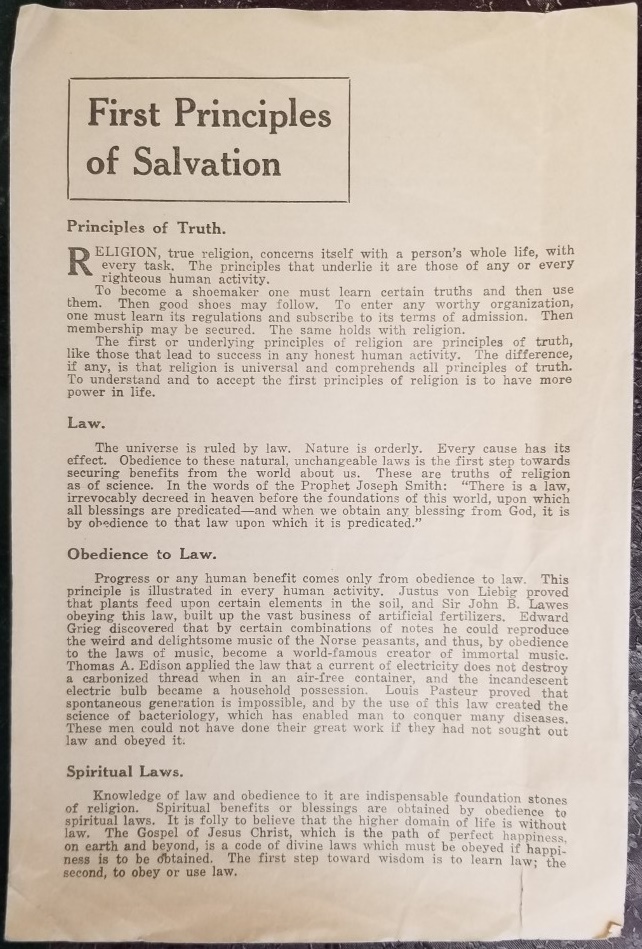 First Principles
of Salvation
Principles of Truth.
RELIGION, true religion, concerns itself with a person's whole life, with
every task. The principles that underlie it are those of any or every
righteous human activity.
To become a shoemaker one must learn certain truths and then use
them. Then good shoes may follow. To enter any worthy organization,
one must learn its regulations and subscribe to its terms of admission. Then
membership may be secured. The same holds with religion.
The first or underlying principles of religion are principles of truth,
like those that lead to success in any honest human activity. The difference,
if any, is that religion is universal and comprehends all principles of truth.
To understand and to accept the first principles of religion is to have more
power in life.
Law.
The universe is ruled by law. Nature is orderly. Every cause has its
effect. Obedience to these natural, unchangeable laws is the first step towards
securing benefits from the world about us. These are truths of religion
as of science. In the words of the Prophet Joseph Smith: "There is a law,
irrevocably decreed in heaven before the foundations of this world, upon which
all blessings are predicated—and when we obtain any blessing from God, it is
by obedience to that law upon which it is predicated."
Obedience to Law.
Progress or any human benefit comes only from obedience to law. This
principle is illustrated in every human activity. Justus von Liebig proved
that plants feed upon certain elements in the soil, and Sir John B. Lawes
obeying this law, built up the vast business of artificial fertilizers. Edward
Grieg discovered that by certain combinations of notes he could reproduce
the weird and delightsome music of the Norse peasants, and thus, by obedience
to the laws of music, become a world-famous creator of immortal music.
Thomas A. Edison applied the law that a current of electricity does not destroy
a carbonized thread when in an air-free container, and the incandescent
electric bulb became a household possession. Louis Pasteur proved that
spontaneous generation is impossible, and by the use of this law created the
science of bacteriology, which has enabled man to conquer many diseases.
These men could not have done their great work if they had not sought out
law and obeyed it.
Spiritual Laws.
Knowledge of law and obedience to it are indispensable foundation stones
of religion. Spiritual benefits or blessings are obtained by obedience to
spiritual laws. It is folly to believe that the higher domain of life is without
law. The Gospel of Jesus Christ, which is the path of perfect happiness,
on earth and beyond, is a code of divine laws which must be obeyed if happi-
ness is to be obtained. The first step toward wisdom is to learn law; the
second, to obey or use law.